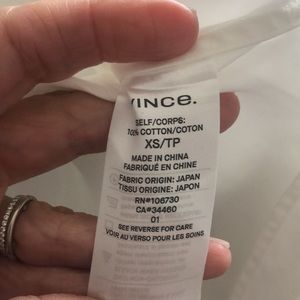 VINCE.
SELF/CORPS:
100% COTTON/COTON
XS/TP
MADE IN CHINA
FABRIQUÉ EN CHINE
FABRIC ORIGIN: JAPAN
TISSU ORIGINE: JAPON
RN#106730
CA#34460
01
SEE REVERSE FOR CARE
VOIR AU VERSO POUR LES SOINS